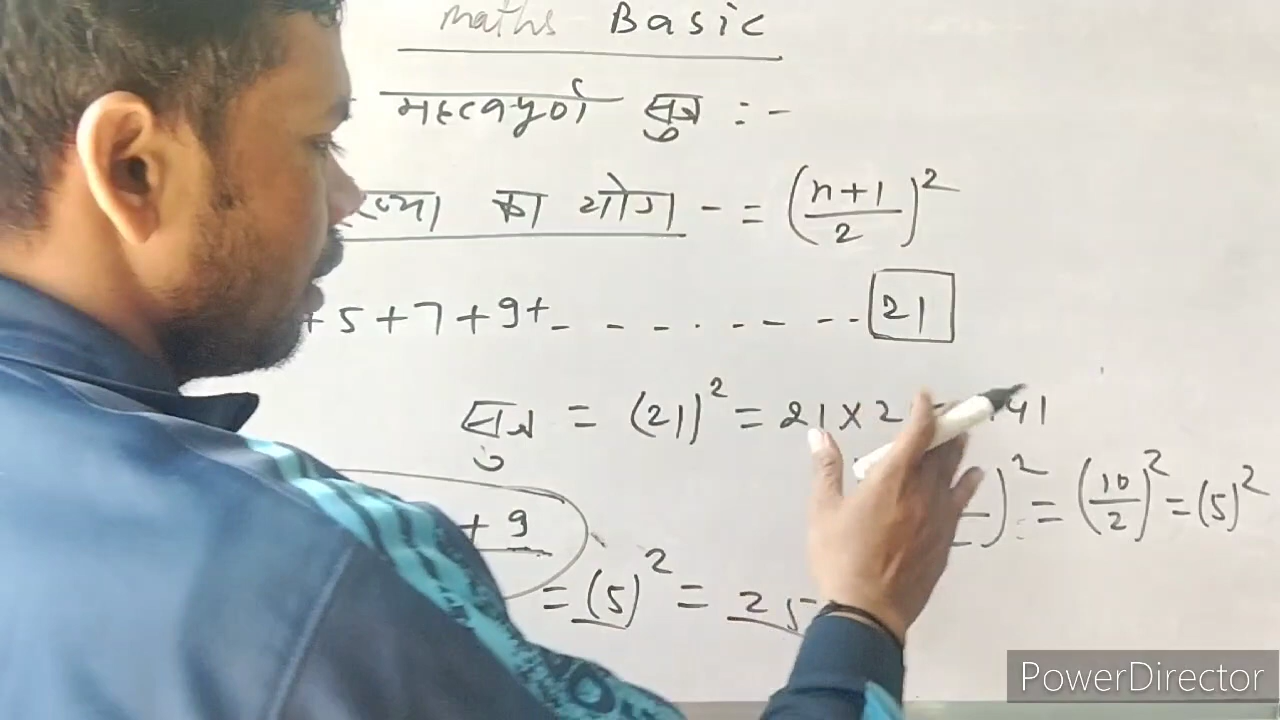 maths Basic
महत्वपूर्ण सूत्र :-
का योग - = (n+1/2)²
+ 5 + 7 + 9 + - - - . - - - - 21
सूत्र = (21)² = 21 × 2 41
+ 9
)² = (10/2)² = (5)²
= (5)² = 25
PowerDirector